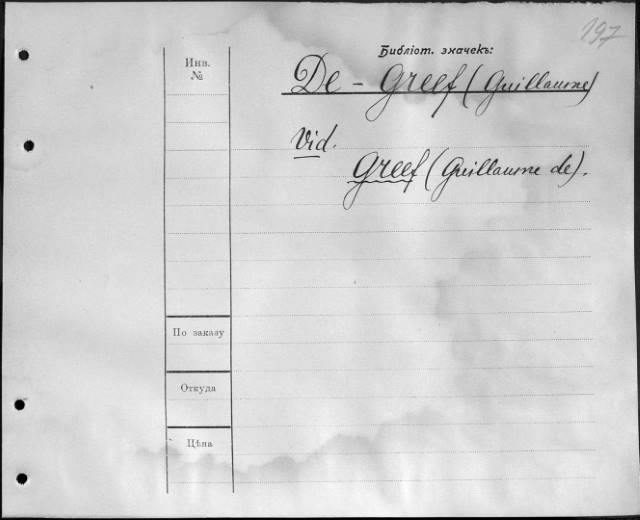 197
Библіот. значекъ:
Инв.
№
De - Greef (Guillaume)
Vid.
Greef (Guillaume de).
По заказу
Откуда
Цѣна